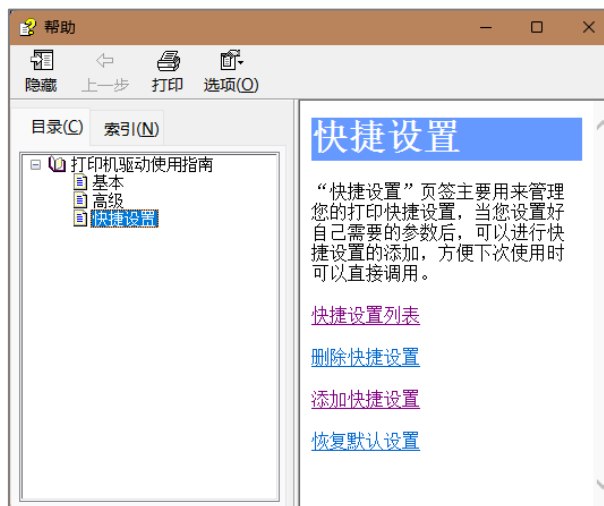 帮助
隐藏 上一步 打印 选项(O)
目录(C) 索引(N)
打印机驱动使用指南
基本
高级
快捷设置
快捷设置
“快捷设置”页签主要用来管理
您的打印快捷设置，当您设置好
自己需要的参数后，可以进行快
捷设置的添加，方便下次使用时
可以直接调用。
快捷设置列表
删除快捷设置
添加快捷设置
恢复默认设置